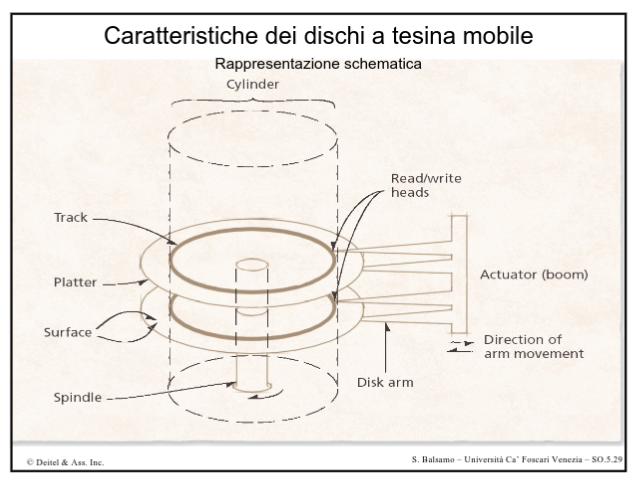 Caratteristiche dei dischi a tesina mobile
Rappresentazione schematica
Cylinder
Read/write
heads
Track
Platter
Actuator (boom)
Surface
Direction of
arm movement
Disk arm
Spindle
© Deitel & Ass. Inc.
S. Balsamo – Università Ca' Foscari Venezia – SO.5.29